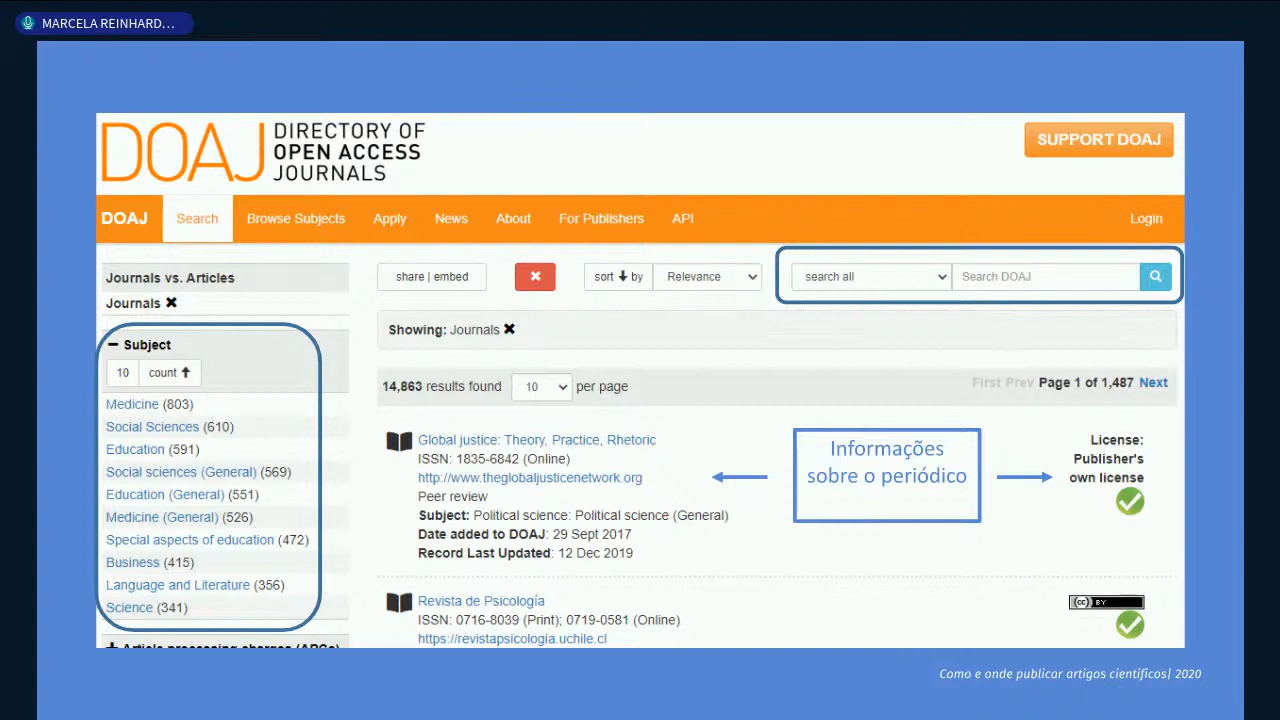 MARCELA REINHARD...
DOAJ DIRECTORY OF
OPEN ACCESS
JOURNALS
SUPPORT DOAJ
DOAJ Search Browse Subjects Apply News About For Publishers API Login
Journals vs. Articles
Journals ✖
− Subject
10 count ↑
Medicine (803)
Social Sciences (610)
Education (591)
Social sciences (General) (569)
Education (General) (551)
Medicine (General) (526)
Special aspects of education (472)
Business (415)
Language and Literature (356)
Science (341)
+ Article processing charges (APCs)
share | embed ✖ sort ↓ by Relevance search all Search DOAJ
Showing: Journals ✖
14,863 results found 10 per page First Prev Page 1 of 1,487 Next
Global justice: Theory, Practice, Rhetoric
ISSN: 1835-6842 (Online)
http://www.theglobaljusticenetwork.org
Peer review
Subject: Political science: Political science (General)
Date added to DOAJ: 29 Sept 2017
Record Last Updated: 12 Dec 2019
Informações
sobre o periódico
License:
Publisher's
own license
Revista de Psicología
ISSN: 0716-8039 (Print); 0719-0581 (Online)
https://revistapsicologia.uchile.cl
(cc) BY
Como e onde publicar artigos científicos| 2020